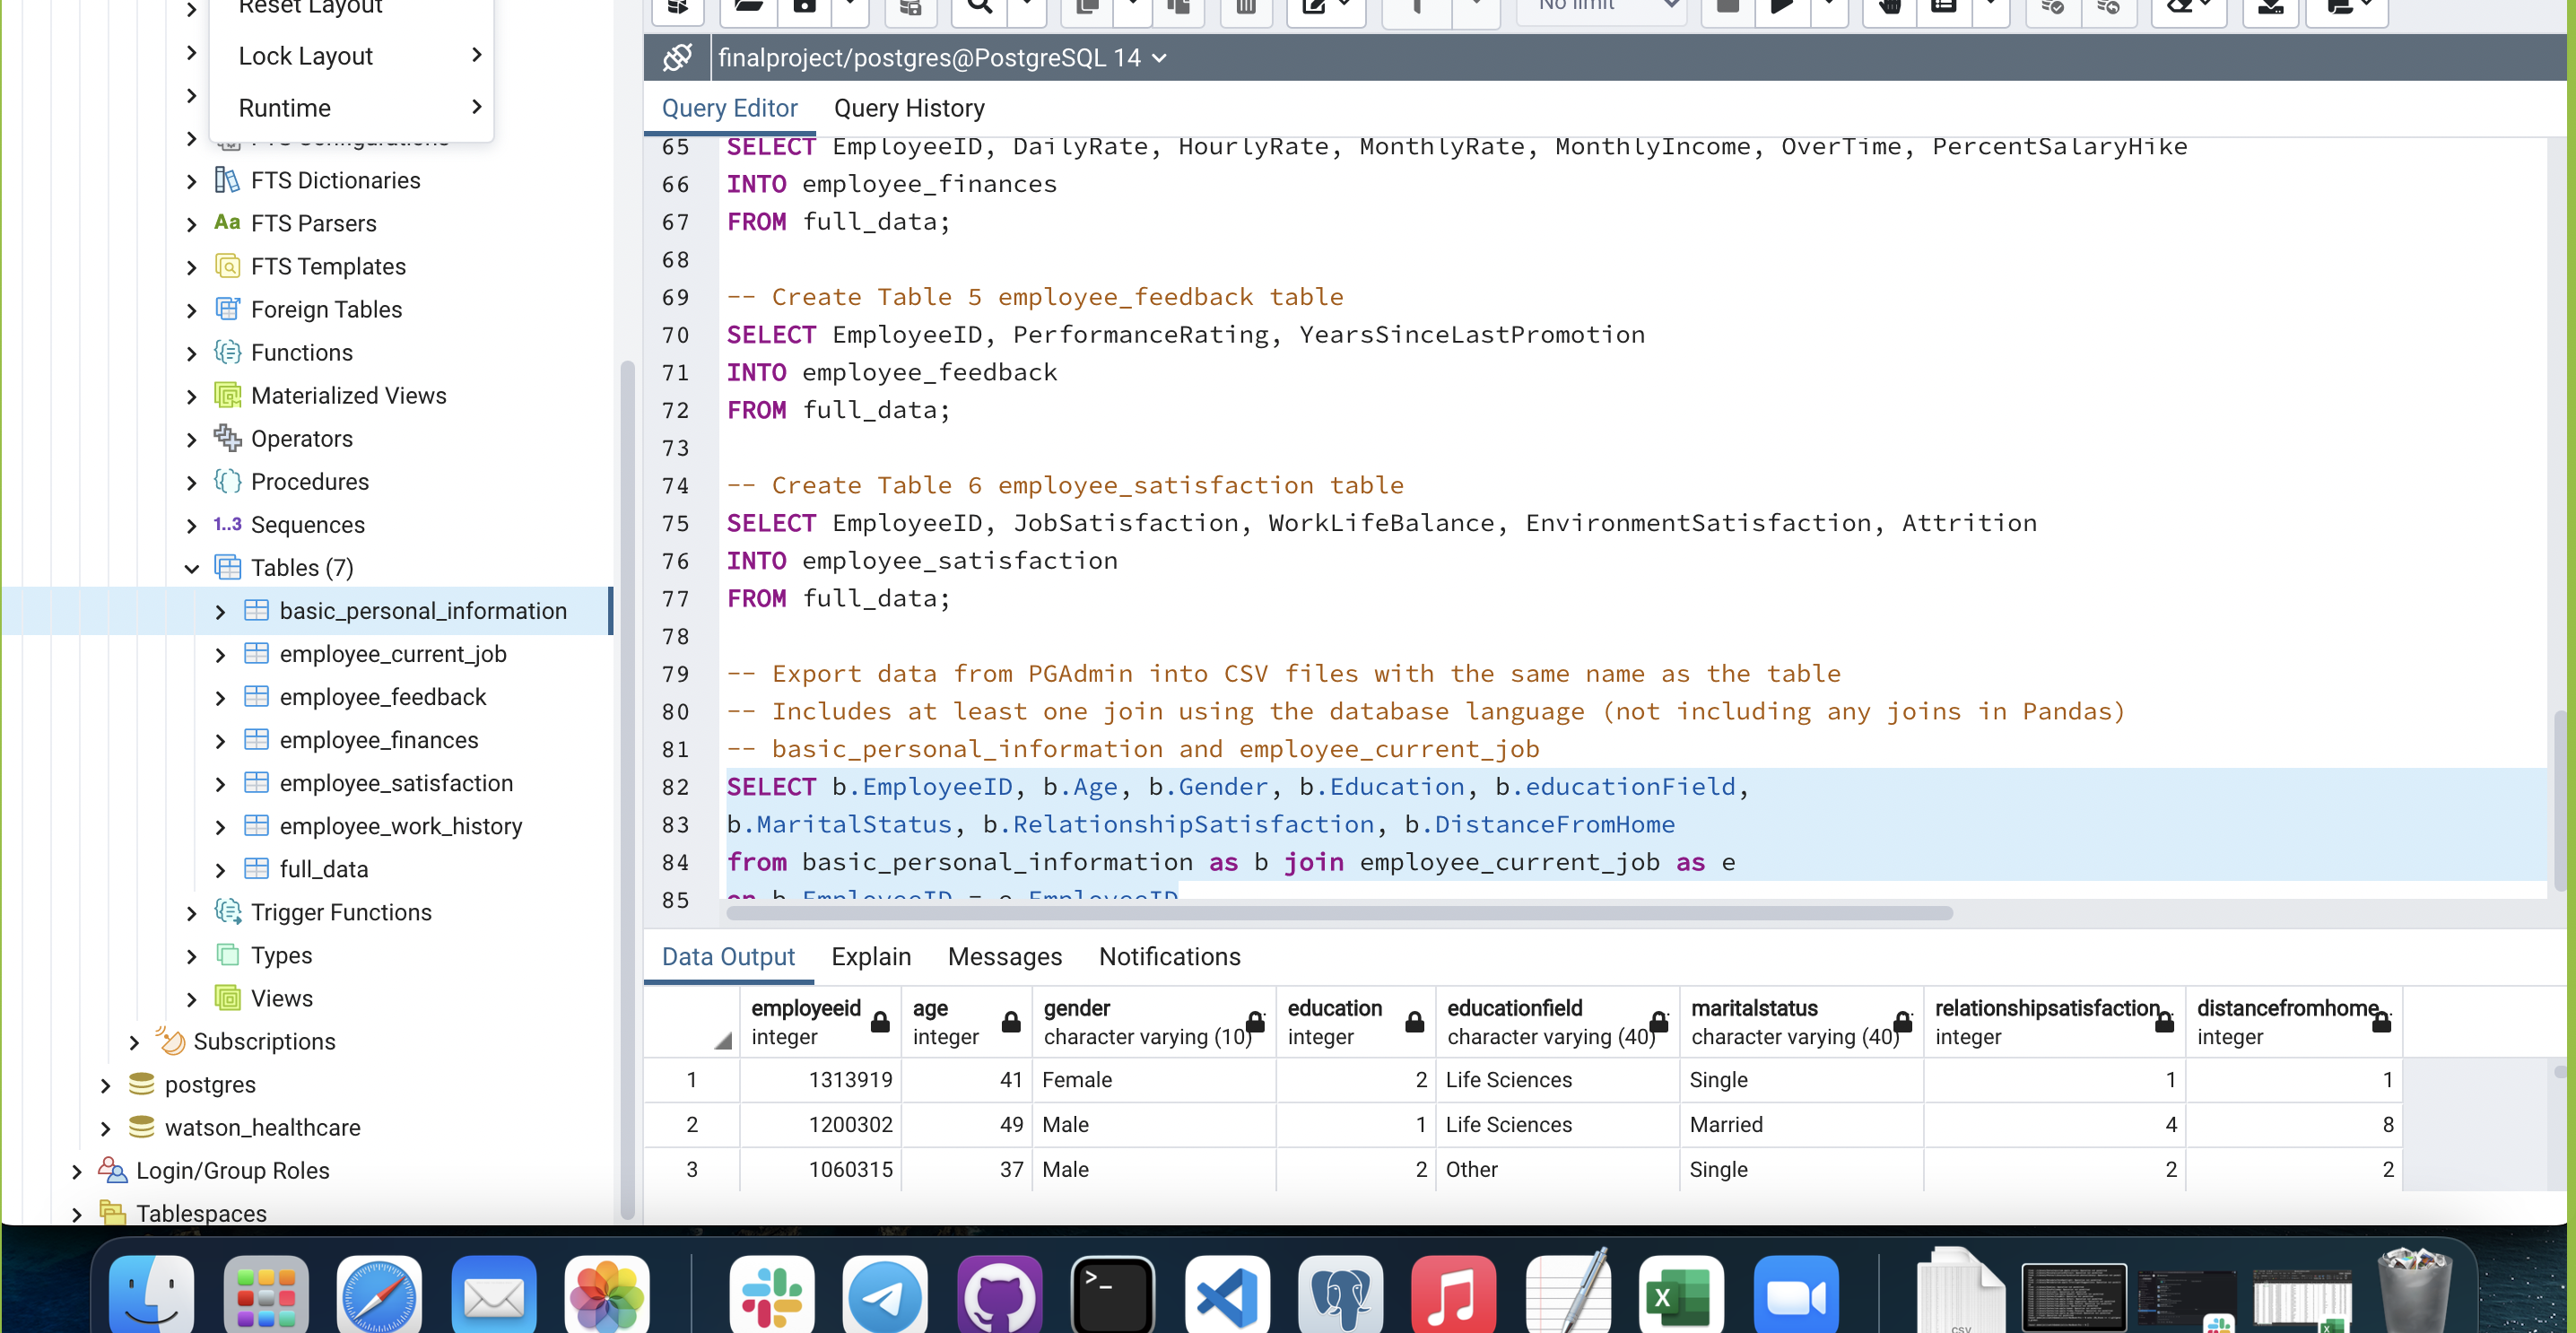 Reset Layout
Lock Layout
Runtime
FTS Configurations
FTS Dictionaries
Aa FTS Parsers
FTS Templates
Foreign Tables
Functions
Materialized Views
Operators
Procedures
1..3 Sequences
Tables (7)
basic_personal_information
employee_current_job
employee_feedback
employee_finances
employee_satisfaction
employee_work_history
full_data
Trigger Functions
Types
Views
Subscriptions
postgres
watson_healthcare
Login/Group Roles
Tablespaces
No limit
finalproject/postgres@PostgreSQL 14
Query Editor Query History
65 SELECT EmployeeID, DailyRate, HourlyRate, MonthlyRate, MonthlyIncome, OverTime, PercentSalaryHike
66 INTO employee_finances
67 FROM full_data;
68
69 -- Create Table 5 employee_feedback table
70 SELECT EmployeeID, PerformanceRating, YearsSinceLastPromotion
71 INTO employee_feedback
72 FROM full_data;
73
74 -- Create Table 6 employee_satisfaction table
75 SELECT EmployeeID, JobSatisfaction, WorkLifeBalance, EnvironmentSatisfaction, Attrition
76 INTO employee_satisfaction
77 FROM full_data;
78
79 -- Export data from PGAdmin into CSV files with the same name as the table
80 -- Includes at least one join using the database language (not including any joins in Pandas)
81 -- basic_personal_information and employee_current_job
82 SELECT b.EmployeeID, b.Age, b.Gender, b.Education, b.educationField,
83 b.MaritalStatus, b.RelationshipSatisfaction, b.DistanceFromHome
84 from basic_personal_information as b join employee_current_job as e
85 on b.EmployeeID = e.EmployeeID
Data Output Explain Messages Notifications
employeeid age gender education educationfield maritalstatus relationshipsatisfaction distancefromhome
integer integer character varying (10) integer character varying (40) character varying (40) integer integer
1 1313919 41 Female 2 Life Sciences Single 1 1
2 1200302 49 Male 1 Life Sciences Married 4 8
3 1060315 37 Male 2 Other Single 2 2
>_
X
CSV